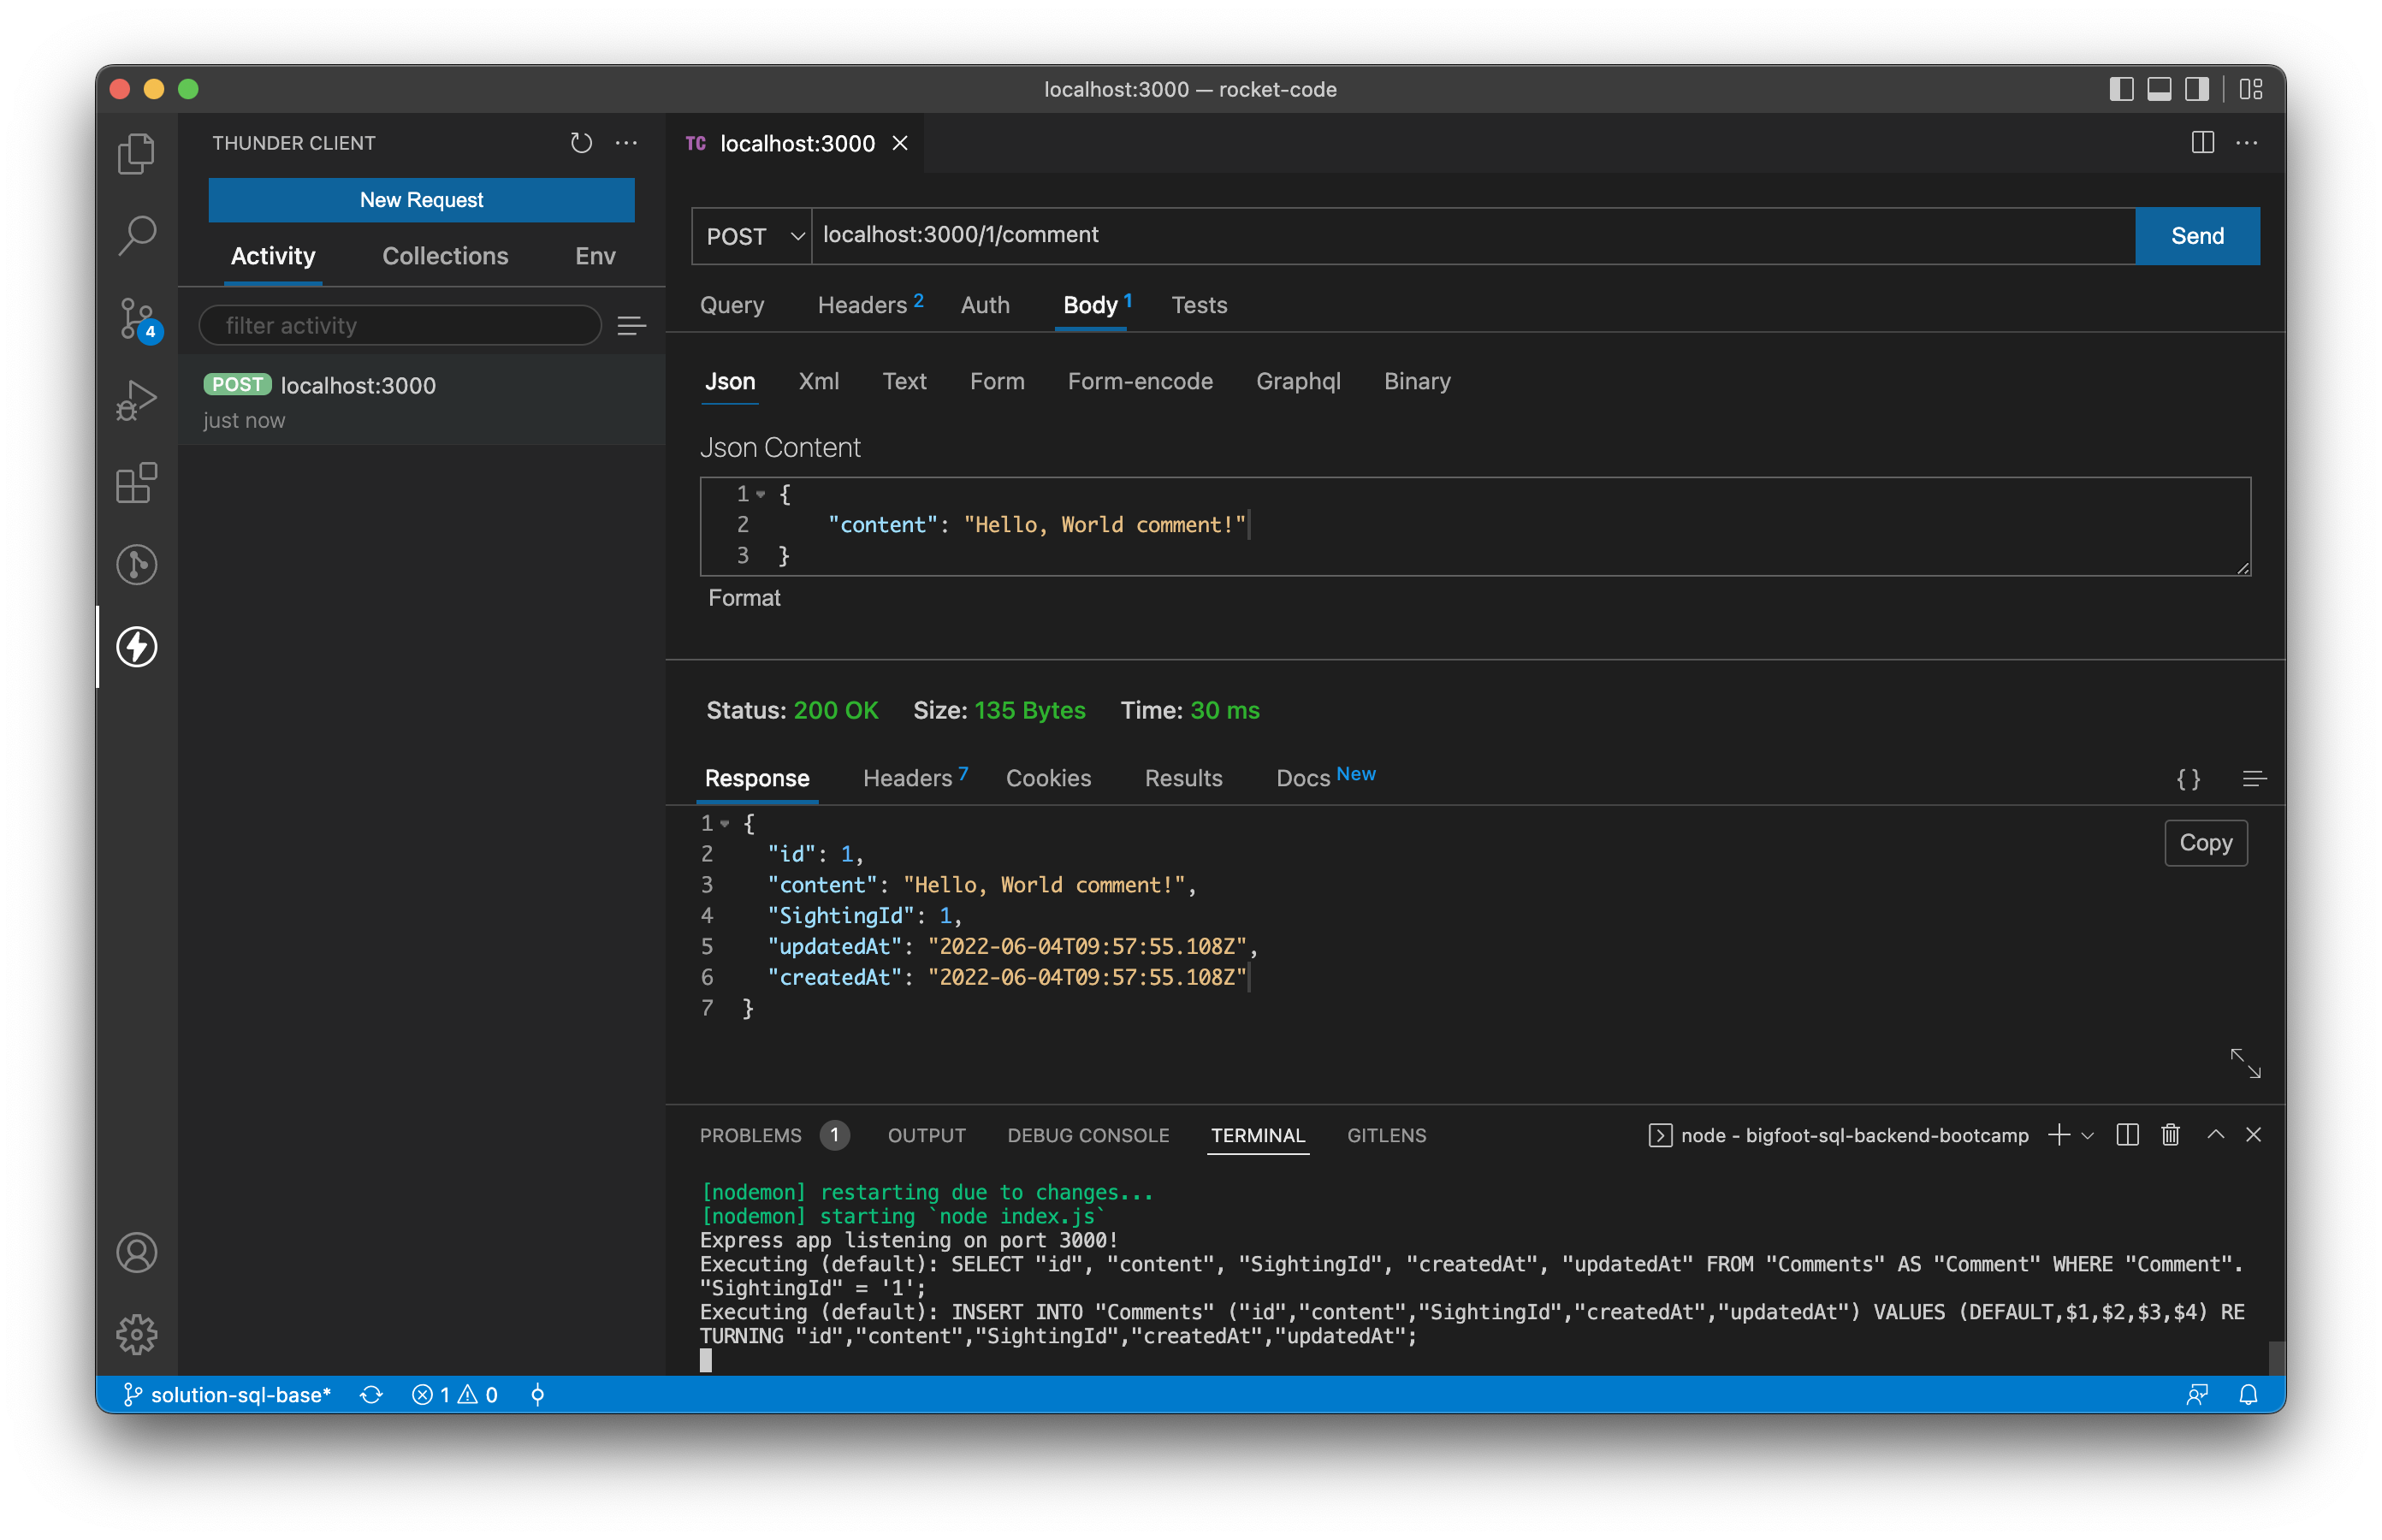 localhost:3000 — rocket-code
THUNDER CLIENT
New Request
Activity Collections Env
filter activity
POST localhost:3000
just now
4
TC localhost:3000
POST localhost:3000/1/comment Send
Query Headers 2 Auth Body 1 Tests
Json Xml Text Form Form-encode Graphql Binary
Json Content
1 {
2 "content": "Hello, World comment!"
3 }
Format
Status: 200 OK Size: 135 Bytes Time: 30 ms
Response Headers 7 Cookies Results Docs New
{ }
Copy
1 {
2 "id": 1,
3 "content": "Hello, World comment!",
4 "SightingId": 1,
5 "updatedAt": "2022-06-04T09:57:55.108Z",
6 "createdAt": "2022-06-04T09:57:55.108Z"
7 }
PROBLEMS 1 OUTPUT DEBUG CONSOLE TERMINAL GITLENS node - bigfoot-sql-backend-bootcamp
[nodemon] restarting due to changes...
[nodemon] starting `node index.js`
Express app listening on port 3000!
Executing (default): SELECT "id", "content", "SightingId", "createdAt", "updatedAt" FROM "Comments" AS "Comment" WHERE "Comment".
"SightingId" = '1';
Executing (default): INSERT INTO "Comments" ("id","content","SightingId","createdAt","updatedAt") VALUES (DEFAULT,$1,$2,$3,$4) RE
TURNING "id","content","SightingId","createdAt","updatedAt";
solution-sql-base* 1 0